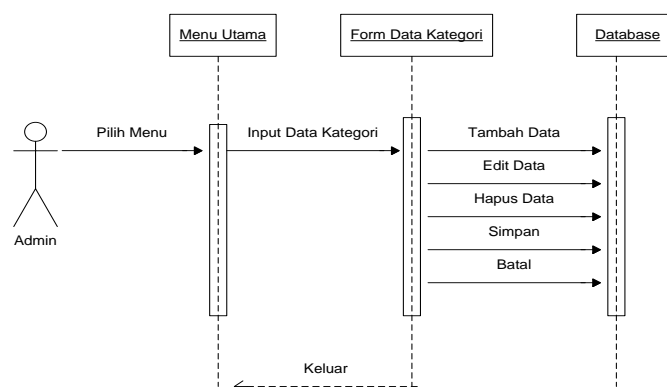 Menu Utama
Form Data Kategori
Database
Pilih Menu
Input Data Kategori
Tambah Data
Edit Data
Hapus Data
Simpan
Batal
Admin
Keluar